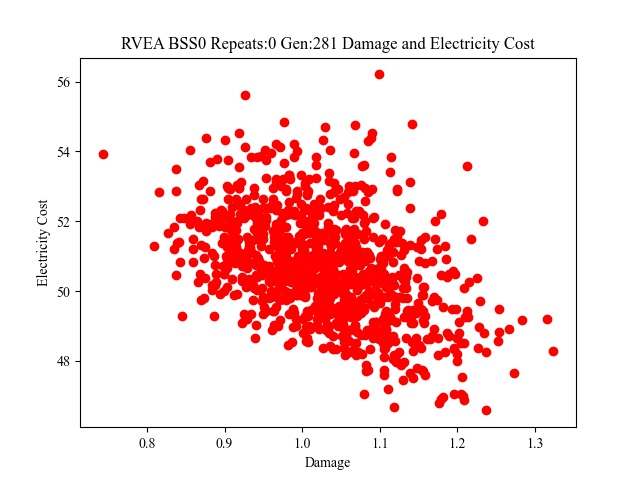 RVEA BSS0 Repeats:0 Gen:281 Damage and Electricity Cost
56
54
52
50
48
Electricity Cost
0.8 0.9 1.0 1.1 1.2 1.3
Damage